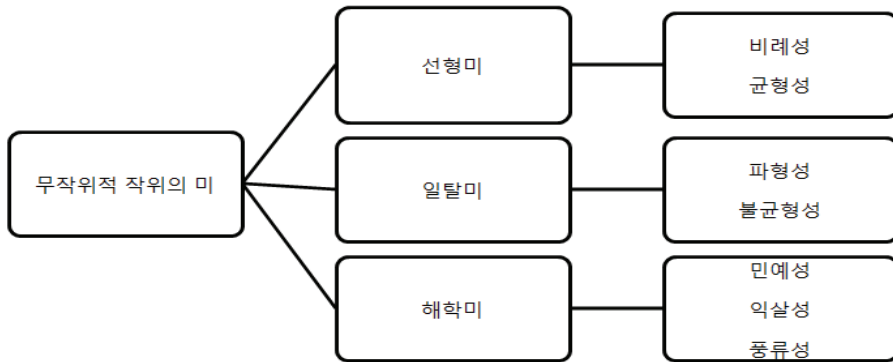 무작위적 작위의 미
선형미
비례성
균형성
일탈미
파형성
불균형성
해학미
민예성
익살성
풍류성